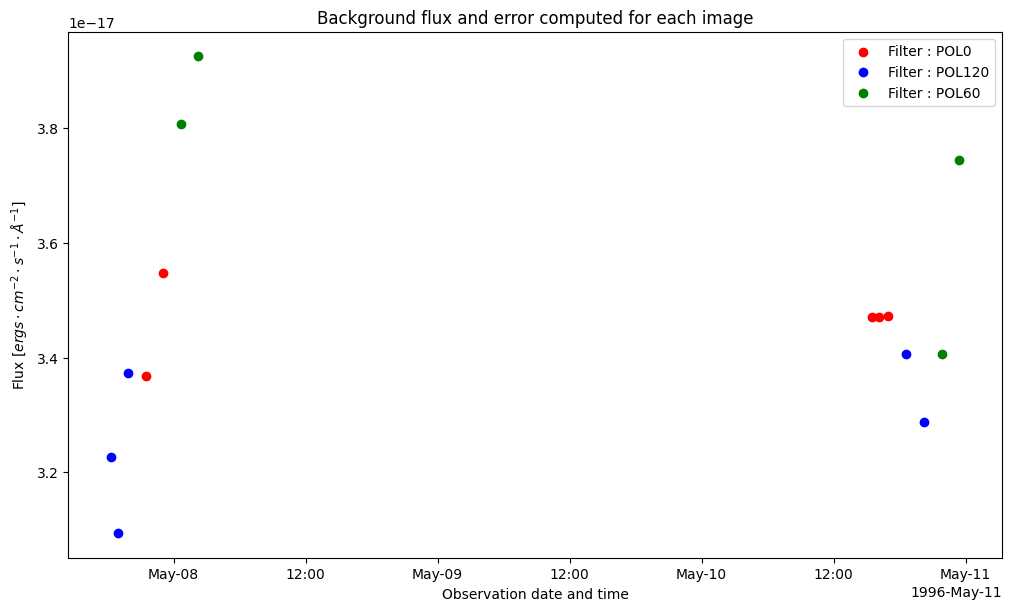 Background flux and error computed for each image
1e−17
Filter : POL0
Filter : POL120
Filter : POL60
3.8
3.6
3.4
3.2
Flux [ergs · cm⁻² · s⁻¹ · Å⁻¹]
May-08
12:00
May-09
12:00
May-10
12:00
May-11
1996-May-11
Observation date and time